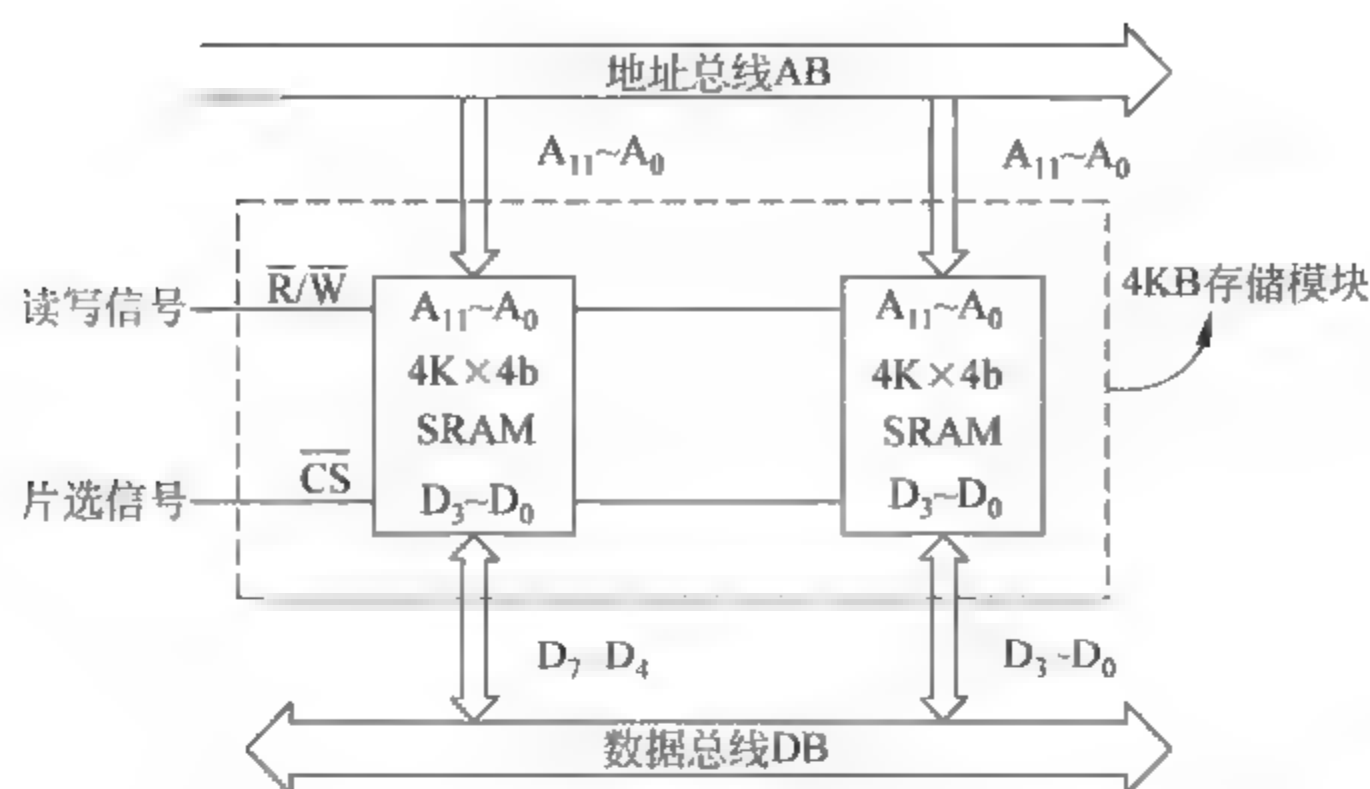 地址总线AB
A₁₁~A₀
A₁₁~A₀
读写信号
R̅/W̅
A₁₁~A₀
4K×4b
SRAM
D₃~D₀
A₁₁~A₀
4K×4b
SRAM
D₃~D₀
4KB存储模块
片选信号
C̅S̅
D₇ D₄
D₃~D₀
数据总线DB